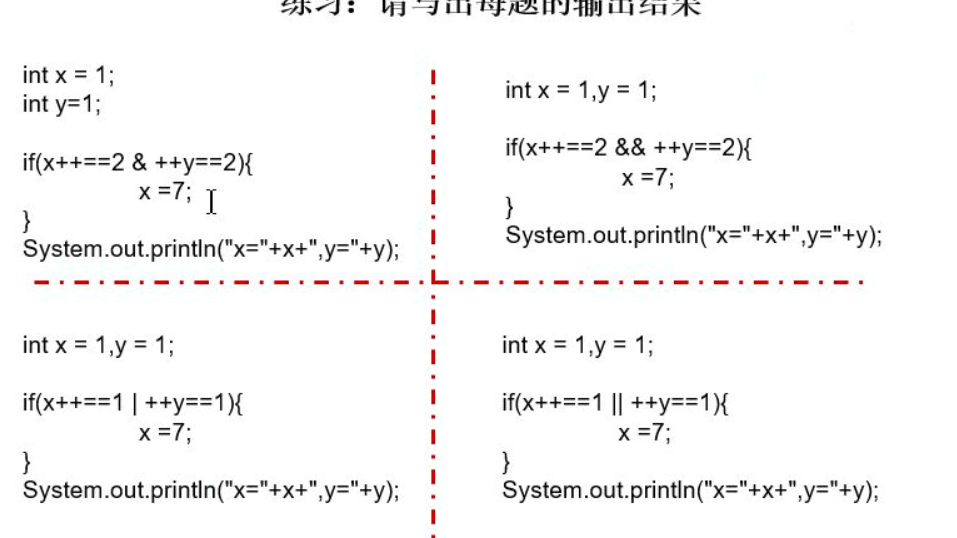 练习：请写出每题的输出结果
int x = 1;
int y=1;
if(x++==2 & ++y==2){
x =7;
}
System.out.println("x="+x+",y="+y);
int x = 1,y = 1;
if(x++==2 && ++y==2){
x =7;
}
System.out.println("x="+x+",y="+y);
int x = 1,y = 1;
if(x++==1 | ++y==1){
x =7;
}
System.out.println("x="+x+",y="+y);
int x = 1,y = 1;
if(x++==1 || ++y==1){
x =7;
}
System.out.println("x="+x+",y="+y);